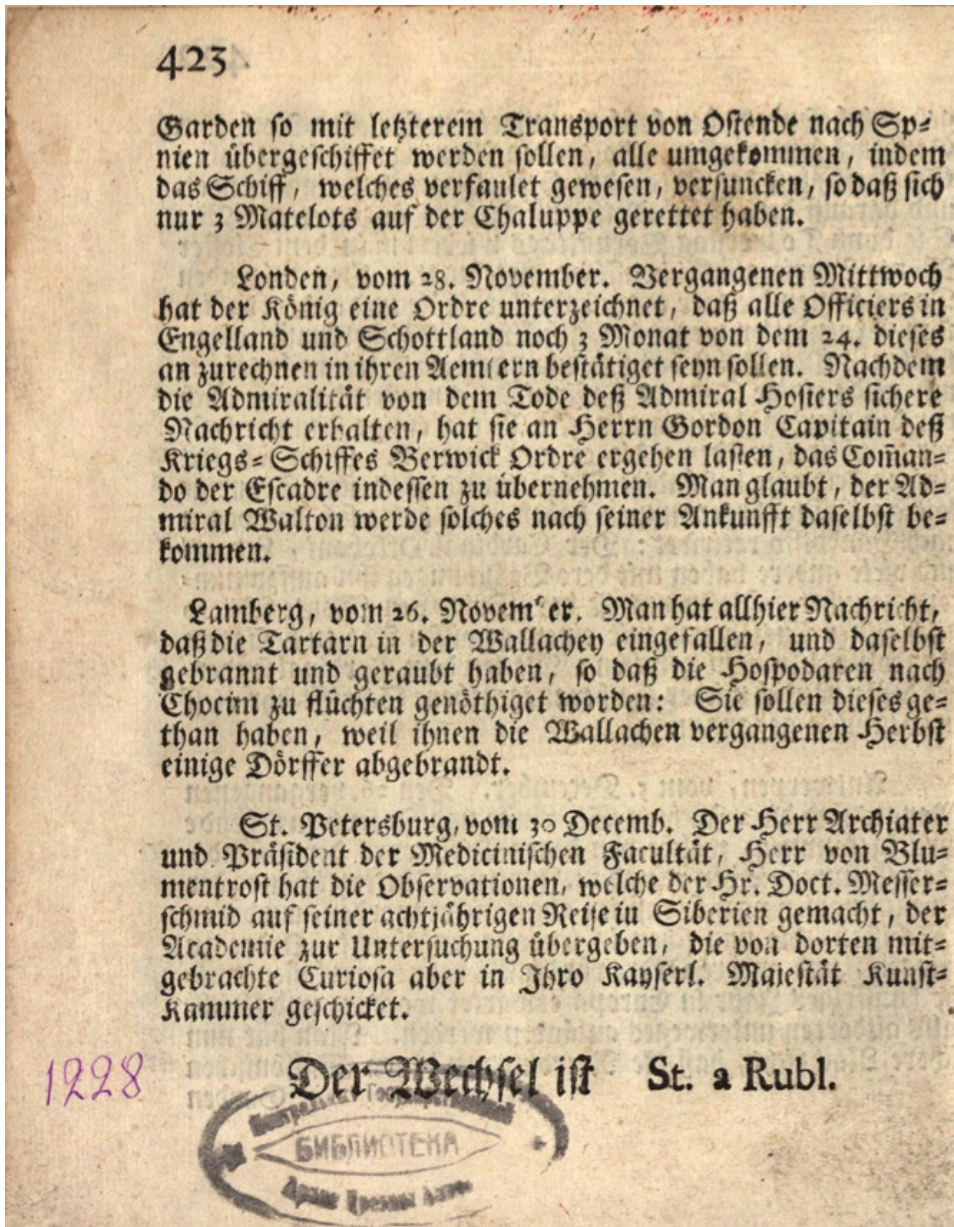 423
Garden so mit letzterem Transport von Ostende nach Sp=
nien übergeschiffet werden sollen, alle umgekommen, indem
das Schiff, welches verfaulet gewesen, versuncken, so daß sich
nur 3 Matelots auf der Chaluppe gerettet haben.
Londen, vom 28. November. Vergangenen Mittwoch
hat der König eine Ordre unterzeichnet, daß alle Officiers in
Engelland und Schottland noch 3 Monat von dem 24. dieses
an zurechnen in ihren Aemtern bestätiget seyn sollen. Nachdem
die Admiralität von dem Tode deß Admiral Hosiers sichere
Nachricht erhalten, hat sie an Herrn Gordon Capitain deß
Kriegs=Schiffes Berwick Ordre ergehen lassen, das Com̄an=
do der Escadre indessen zu übernehmen. Man glaubt, der Ad=
miral Walton werde solches nach seiner Ankunfft daselbst be=
kommen.
Lamberg, vom 26. Novem er. Man hat allhier Nachricht,
daß die Tartarn in der Wallachey eingefallen, und daselbst
gebrannt und geraubt haben, so daß die Hospodaren nach
Chocim zu flüchten genöthiget worden: Sie sollen dieses ge=
than haben, weil ihnen die Wallachen vergangenen Herbst
einige Dörffer abgebrandt.
St. Petersburg, vom 30 Decemb. Der Herr Archiater
und Präsident der Medicinischen Facultät, Herr von Blu=
mentrost hat die Observationen, welche der Hr. Doct. Messer=
schmid auf seiner achtjährigen Reise in Siberien gemacht, der
Academie zur Untersuchung übergeben, die von dorten mit=
gebrachte Curiosa aber in Ihro Kayserl. Majestät Kunst=
Kammer geschicket.
Der Wechsel ist St. a Rubl.
1228
БИБЛИОТЕКА